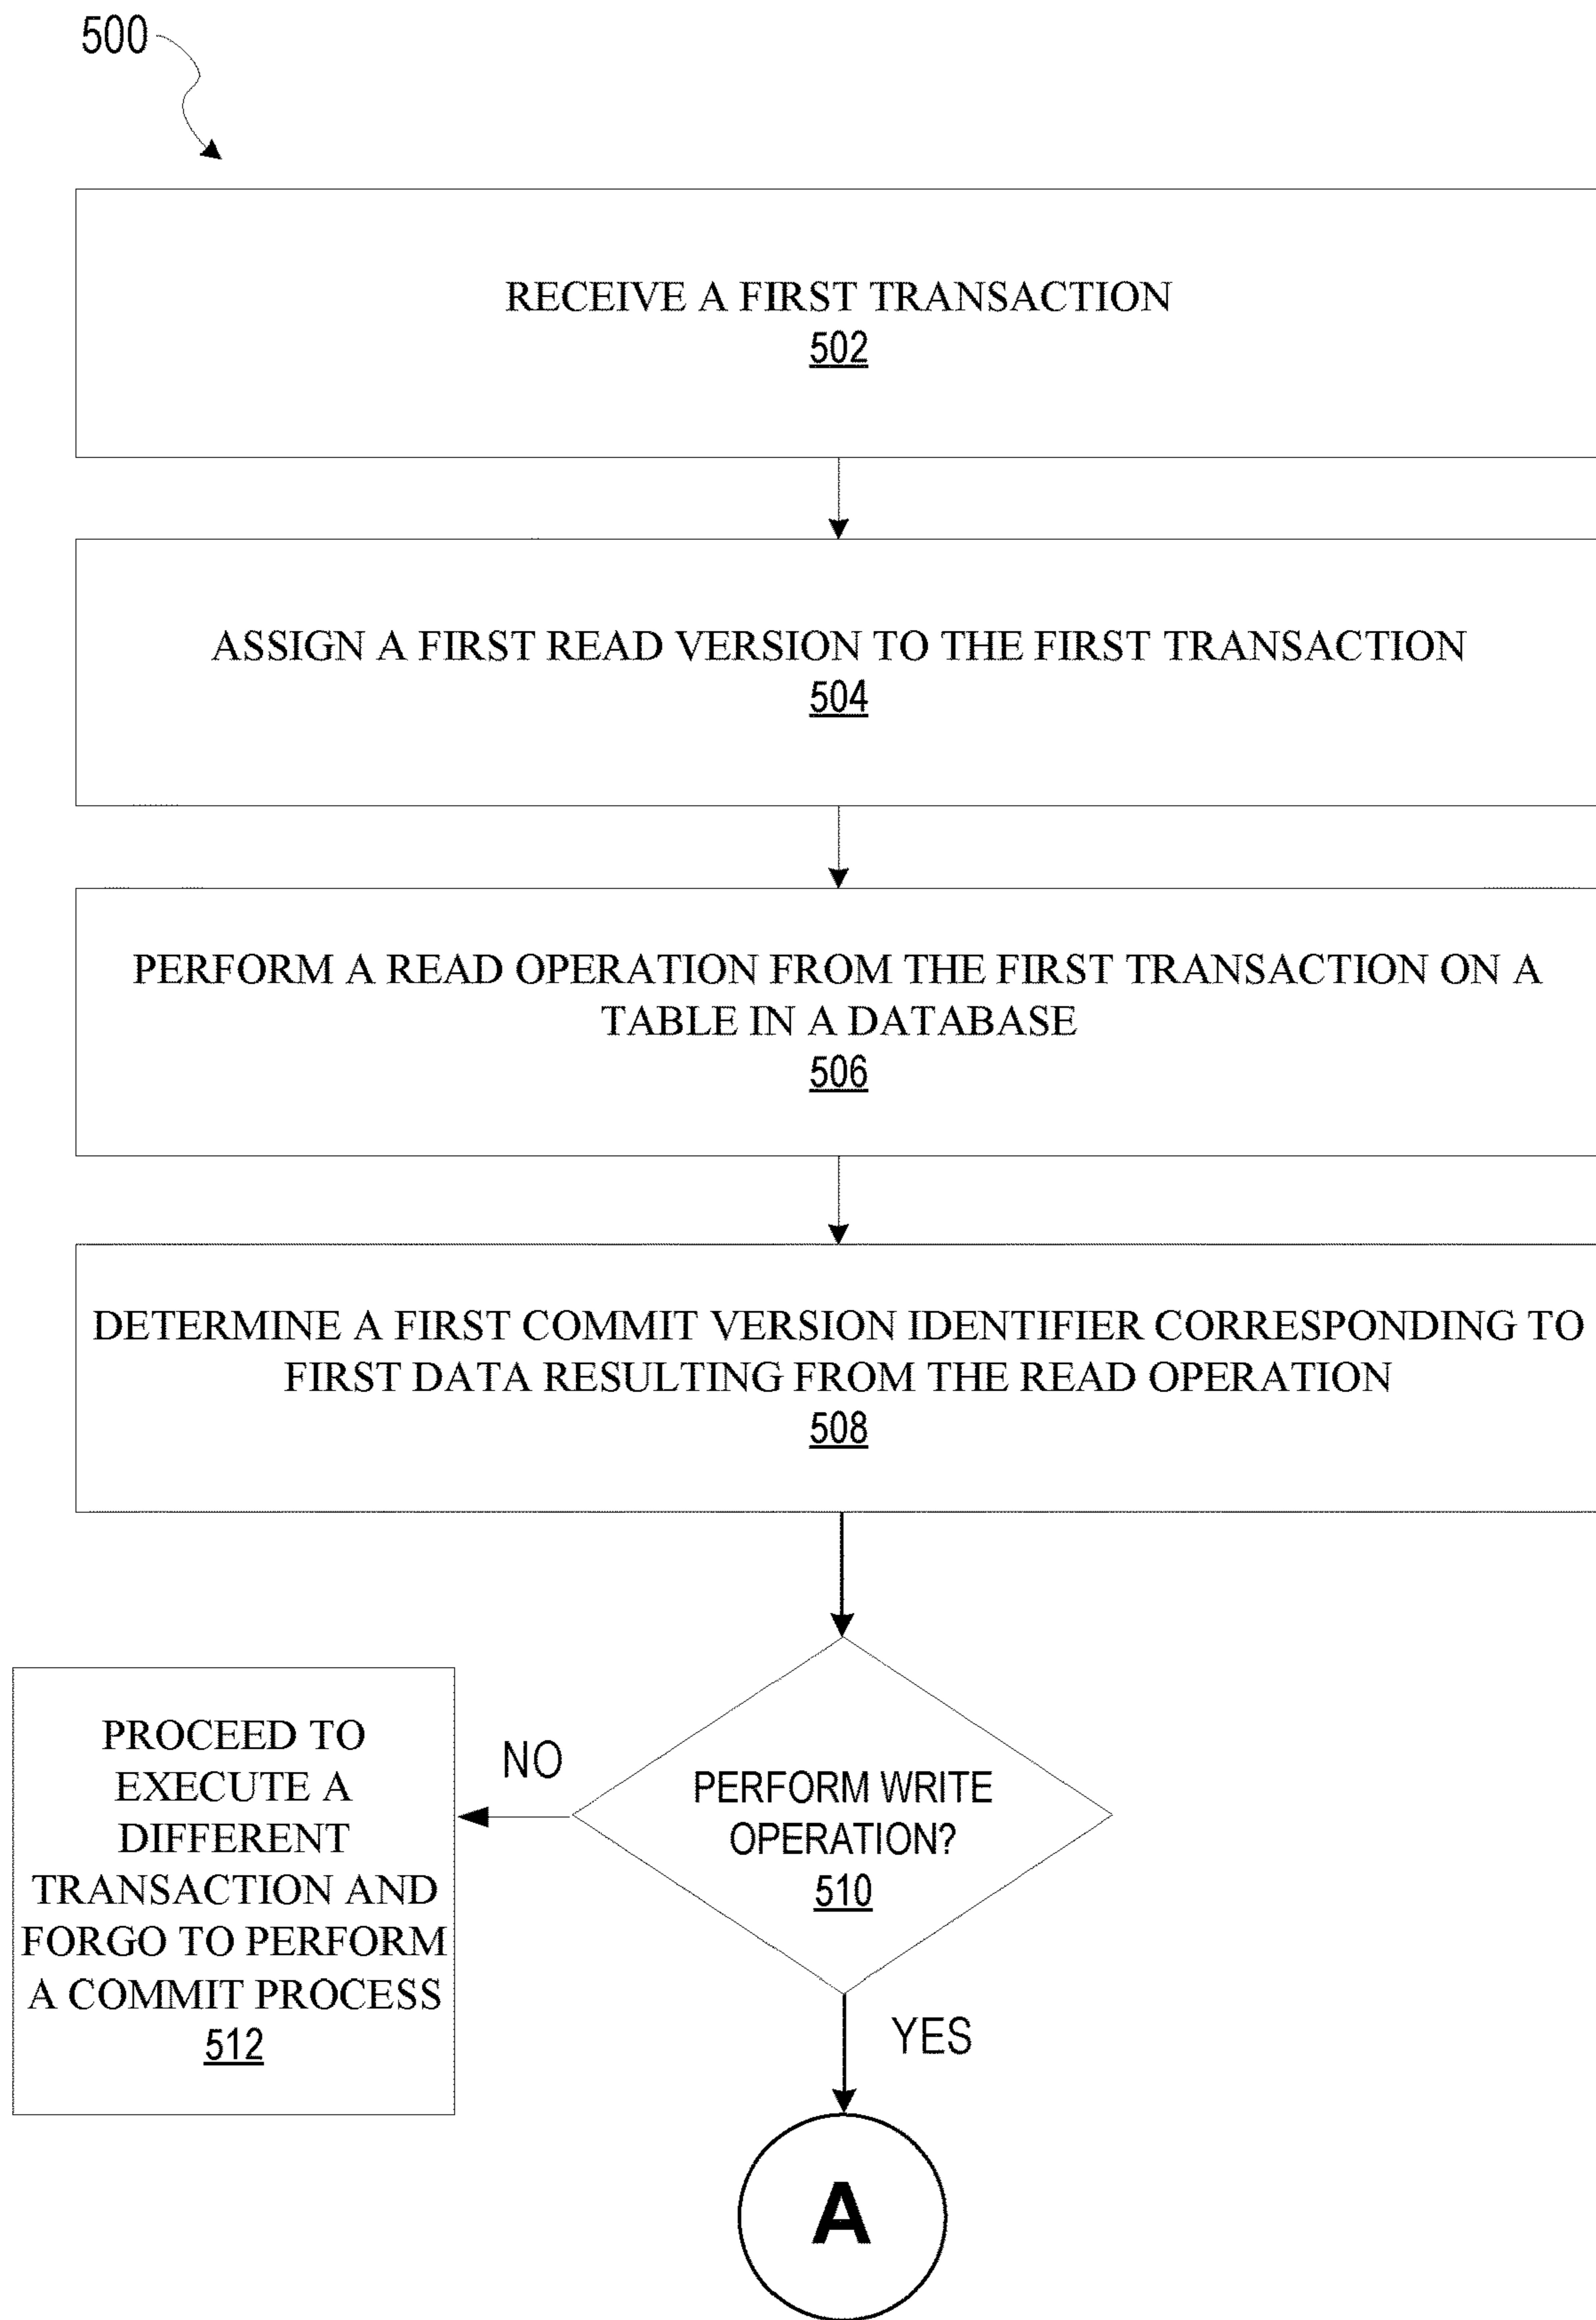 500
RECEIVE A FIRST TRANSACTION
502
ASSIGN A FIRST READ VERSION TO THE FIRST TRANSACTION
504
PERFORM A READ OPERATION FROM THE FIRST TRANSACTION ON A
TABLE IN A DATABASE
506
DETERMINE A FIRST COMMIT VERSION IDENTIFIER CORRESPONDING TO
FIRST DATA RESULTING FROM THE READ OPERATION
508
PERFORM WRITE
OPERATION?
510
NO
PROCEED TO
EXECUTE A
DIFFERENT
TRANSACTION AND
FORGO TO PERFORM
A COMMIT PROCESS
512
YES
A